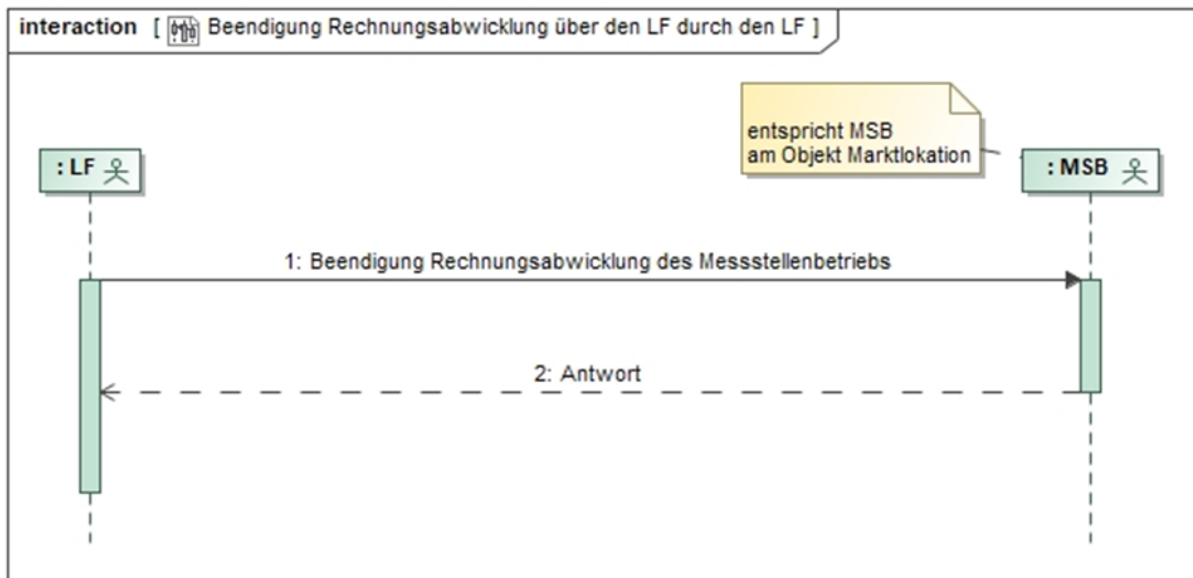 interaction [ Beendigung Rechnungsabwicklung über den LF durch den LF ]
entspricht MSB
am Objekt Marktlokation
: LF
: MSB
1: Beendigung Rechnungsabwicklung des Messstellenbetriebs
2: Antwort